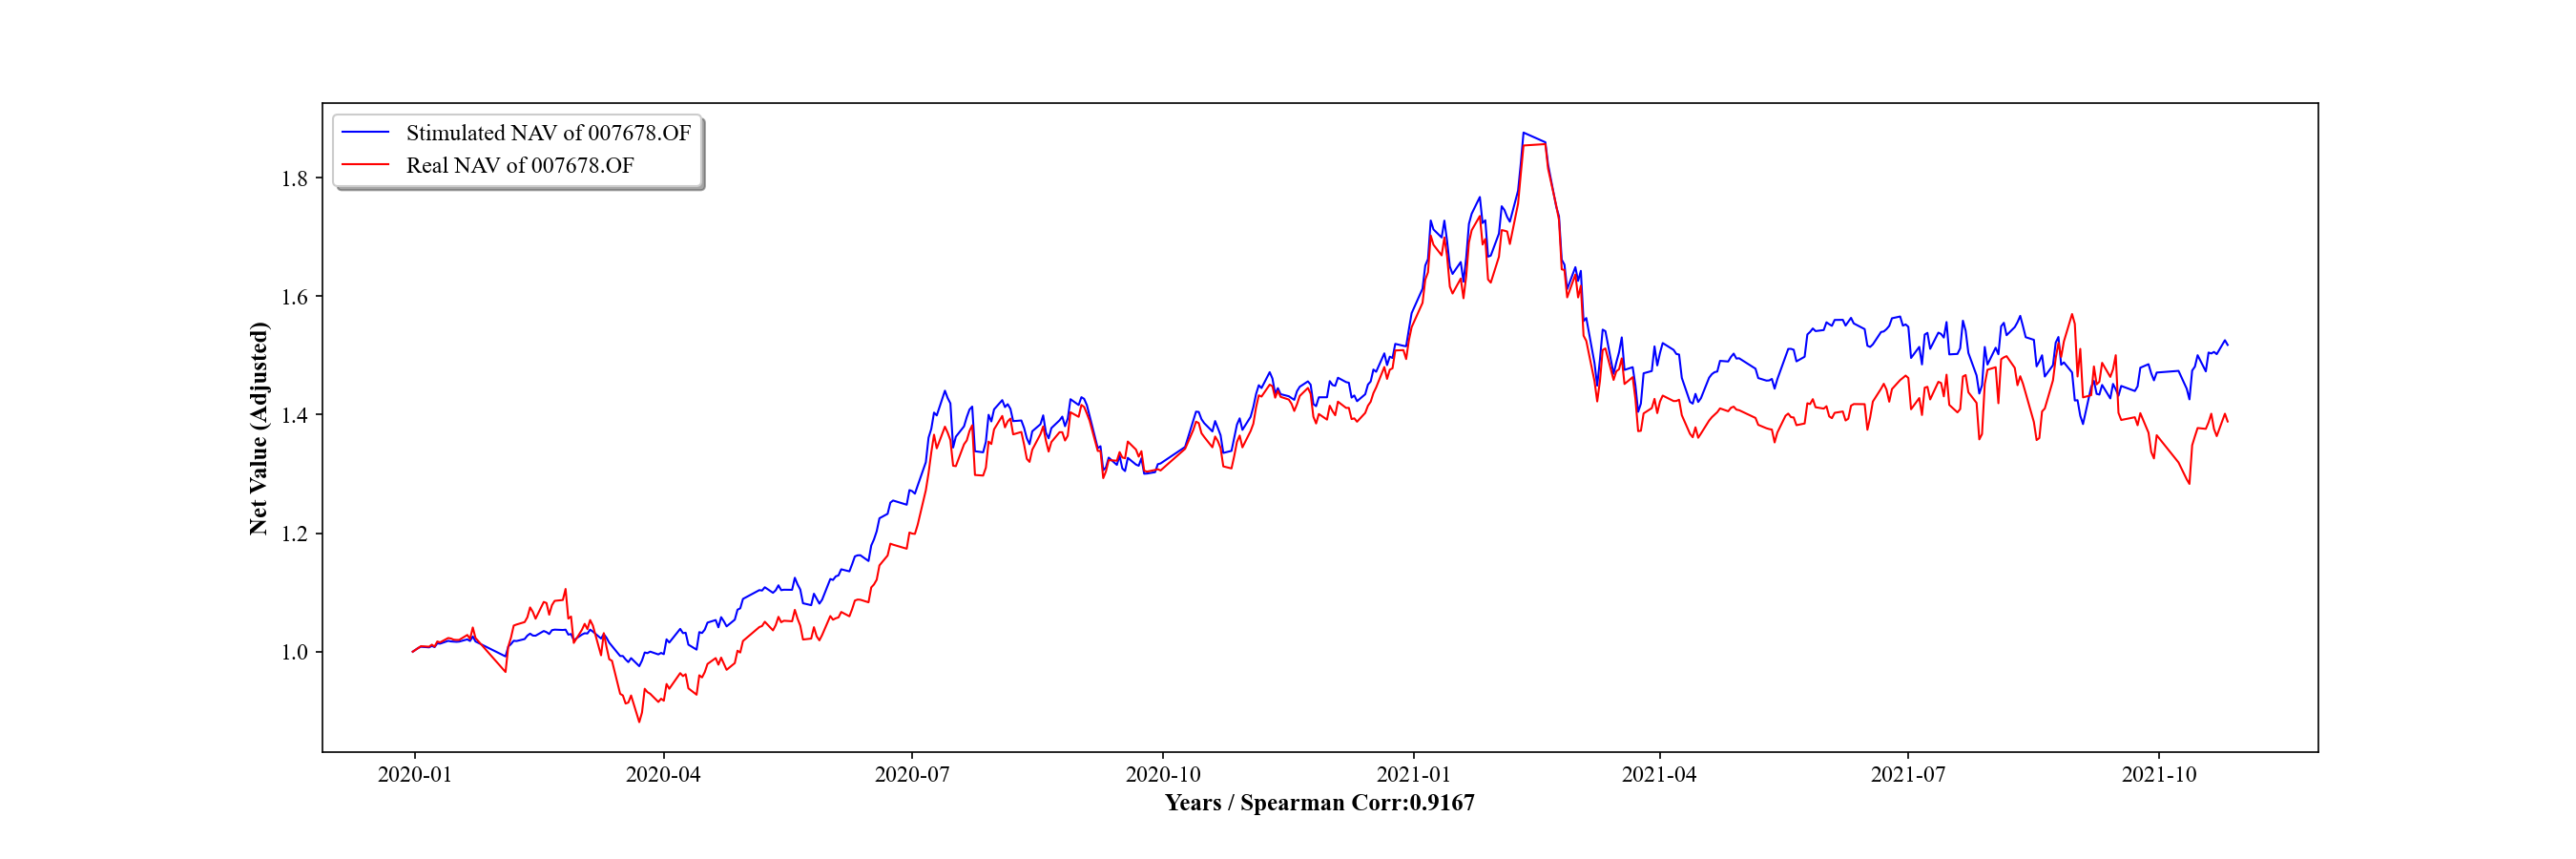 Stimulated NAV of 007678.OF
Real NAV of 007678.OF
Net Value (Adjusted)
1.8
1.6
1.4
1.2
1.0
2020-01 2020-04 2020-07 2020-10 2021-01 2021-04 2021-07 2021-10
Years / Spearman Corr:0.9167